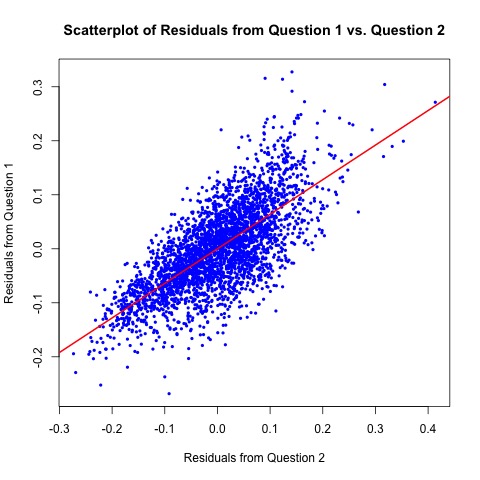 Scatterplot of Residuals from Question 1 vs. Question 2
Residuals from Question 1
0.3
0.2
0.1
0.0
-0.1
-0.2
-0.3 -0.2 -0.1 0.0 0.1 0.2 0.3 0.4
Residuals from Question 2